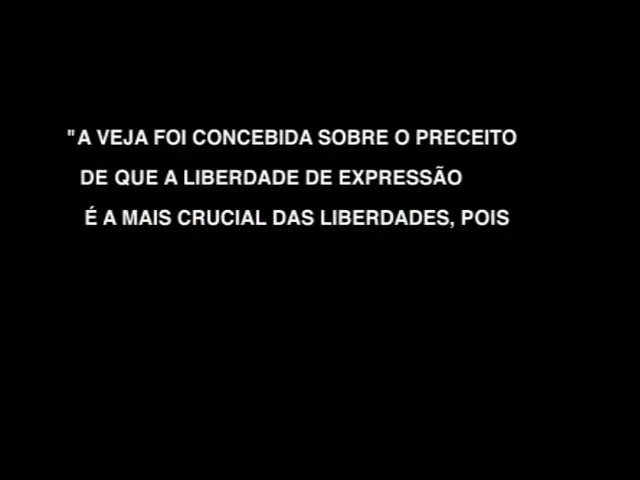 "A VEJA FOI CONCEBIDA SOBRE O PRECEITO
DE QUE A LIBERDADE DE EXPRESSÃO
É A MAIS CRUCIAL DAS LIBERDADES, POIS